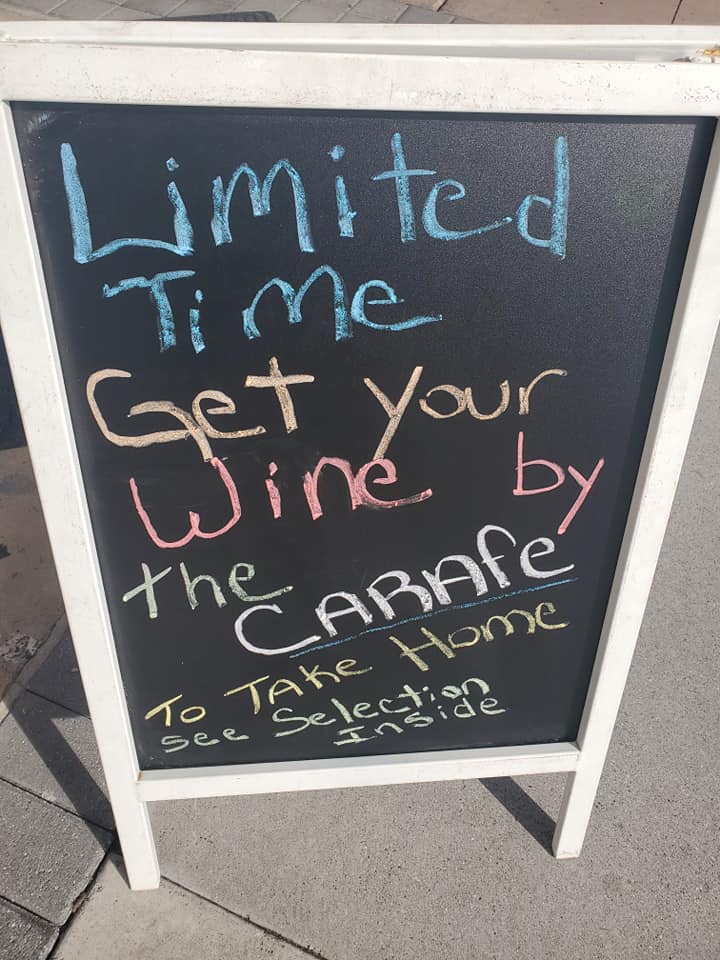 Limited
Time
Get your
Wine by
the CARAfe
To TAke Home
see Selection
Inside